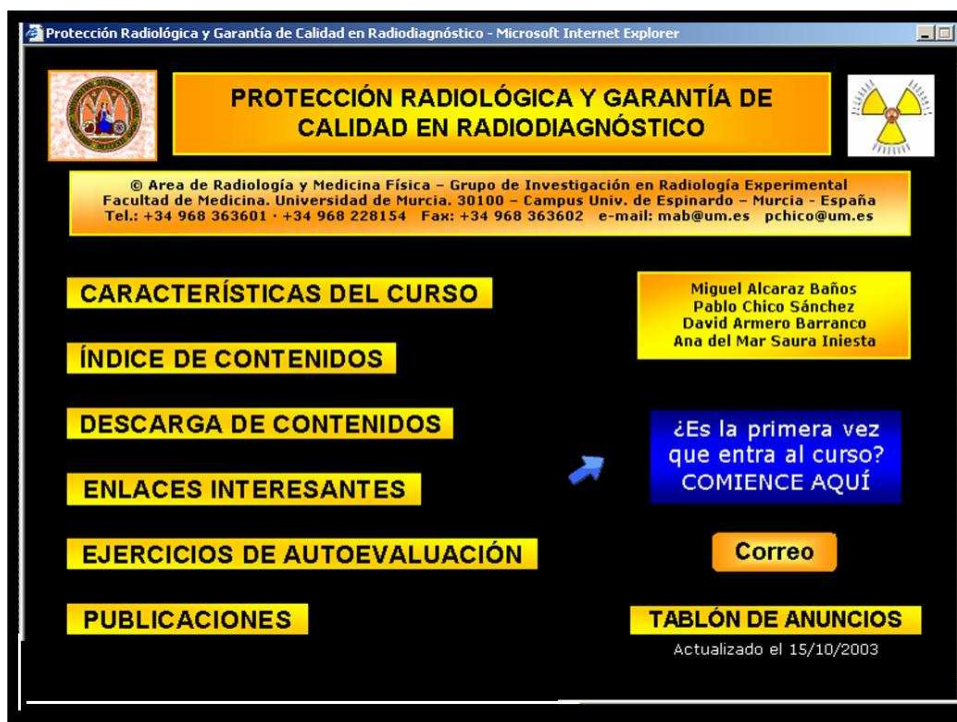 Protección Radiológica y Garantía de Calidad en Radiodiagnóstico - Microsoft Internet Explorer
PROTECCIÓN RADIOLÓGICA Y GARANTÍA DE
CALIDAD EN RADIODIAGNÓSTICO
© Area de Radiología y Medicina Física – Grupo de Investigación en Radiología Experimental
Facultad de Medicina. Universidad de Murcia. 30100 – Campus Univ. de Espinardo – Murcia - España
Tel.: +34 968 363601 · +34 968 228154 Fax: +34 968 363602 e-mail: mab@um.es pchico@um.es
CARACTERÍSTICAS DEL CURSO
ÍNDICE DE CONTENIDOS
DESCARGA DE CONTENIDOS
ENLACES INTERESANTES
EJERCICIOS DE AUTOEVALUACIÓN
PUBLICACIONES
Miguel Alcaraz Baños
Pablo Chico Sánchez
David Armero Barranco
Ana del Mar Saura Iniesta
¿Es la primera vez
que entra al curso?
COMIENCE AQUÍ
Correo
TABLÓN DE ANUNCIOS
Actualizado el 15/10/2003